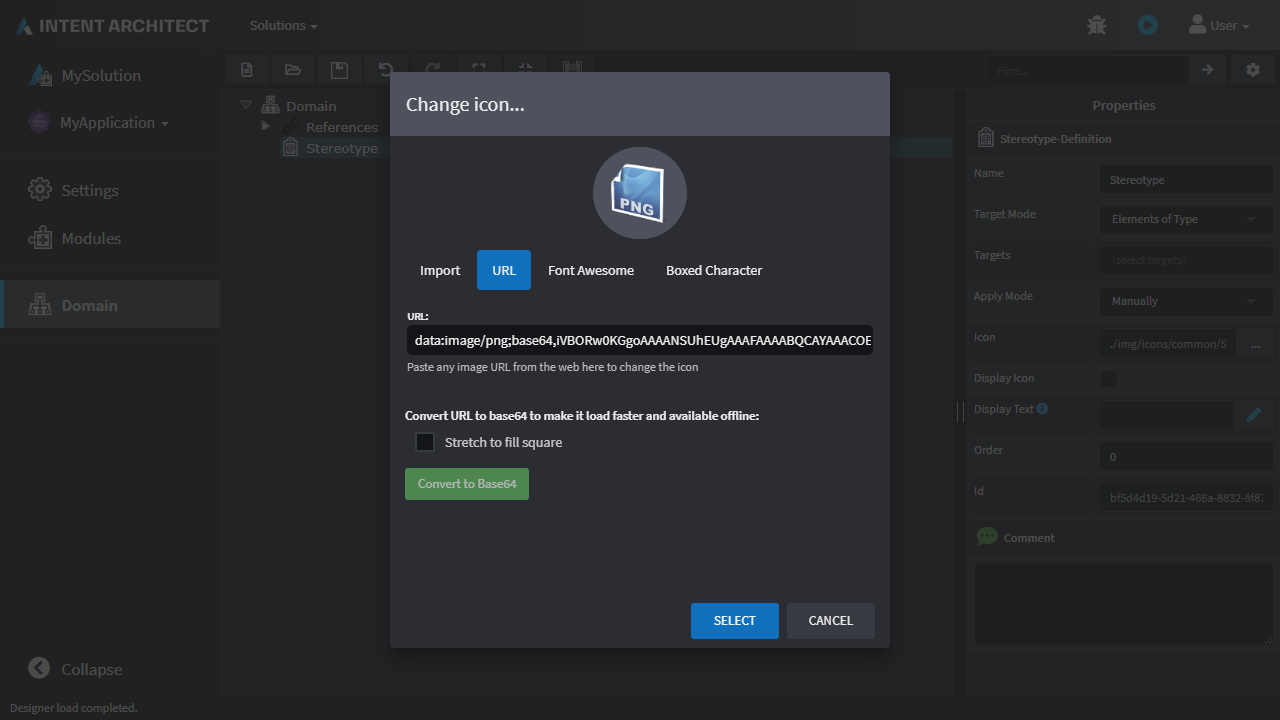 INTENT ARCHITECT
Solutions
User
MySolution
MyApplication
Settings
Modules
Domain
Collapse
Designer load completed.
Domain
References
Stereotype
Change icon...
PNG
Import
URL
Font Awesome
Boxed Character
URL:
data:image/png;base64,iVBORw0KGgoAAAANSUhEUgAAAFAAAABQCAYAAACOE
Paste any image URL from the web here to change the icon
Convert URL to base64 to make it load faster and available offline:
Stretch to fill square
Convert to Base64
SELECT
CANCEL
Find...
Properties
Stereotype-Definition
Name
Stereotype
Target Mode
Elements of Type
Targets
(select targets)
Apply Mode
Manually
Icon
./img/icons/common/S
...
Display Icon
Display Text
Order
0
Id
bf5d4d19-5d21-466a-8832-8f87
Comment